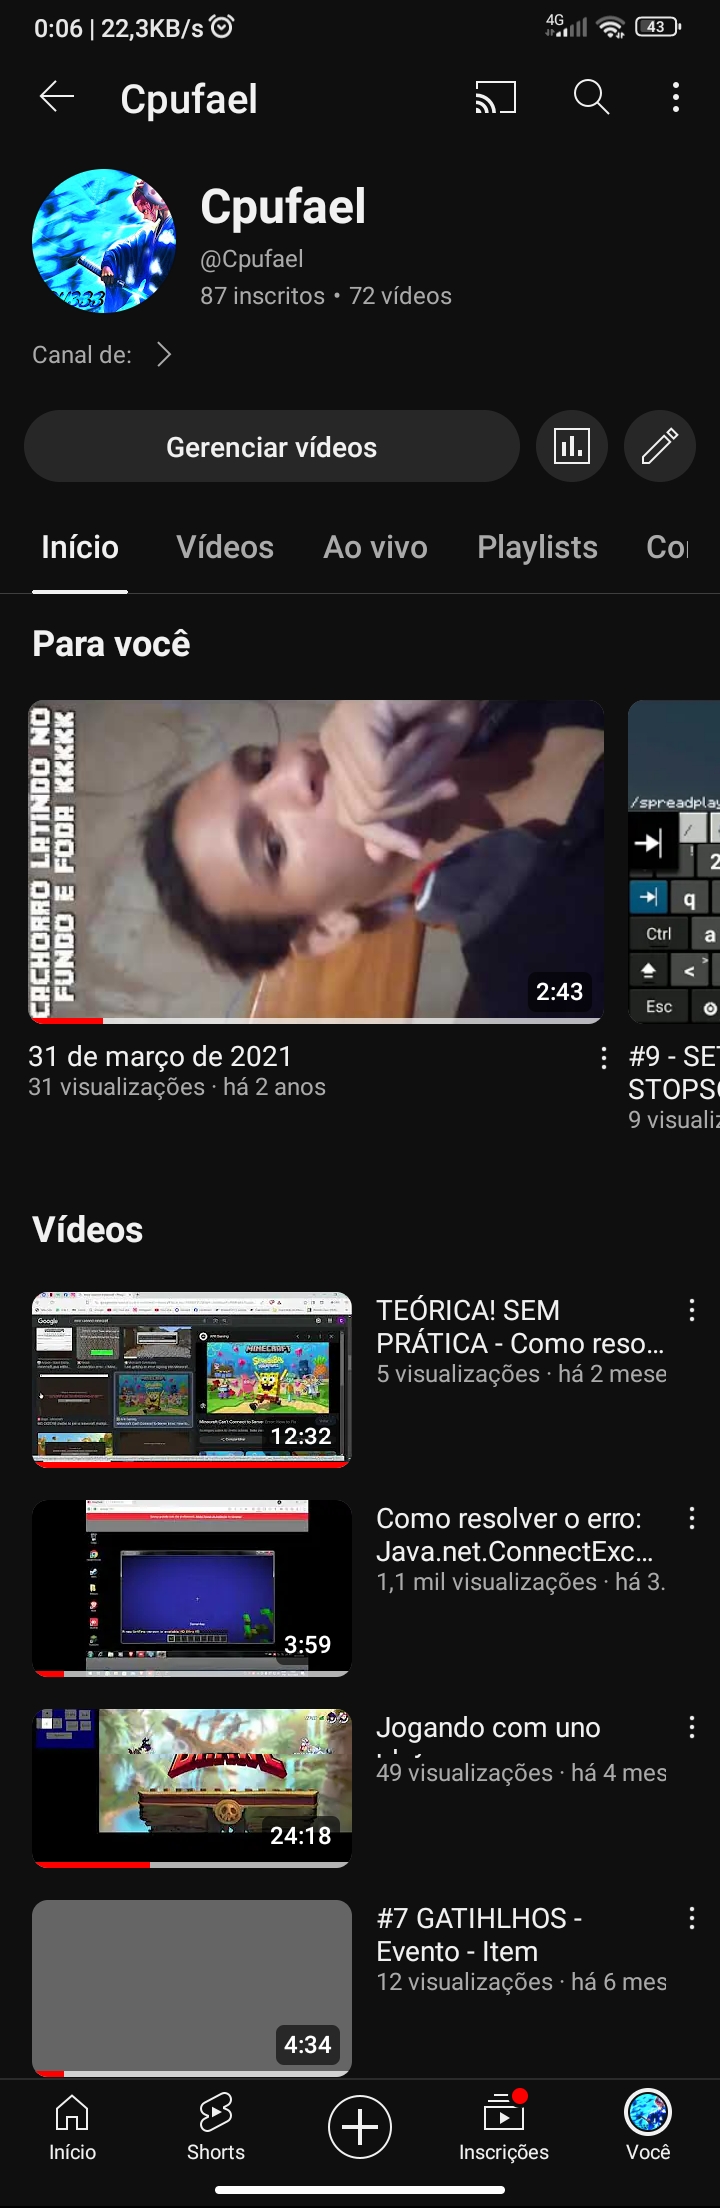 0:06 | 22,3KB/s
4G
43
Cpufael
Cpufael
@Cpufael
87 inscritos • 72 vídeos
Canal de:
Gerenciar vídeos
Início Vídeos Ao vivo Playlists
Para você
CACHORRO LATINDO NO
FUNDO E FODA KKKKK
2:43
/spreadplay
q
Ctrl
a
Esc
31 de março de 2021
31 visualizações · há 2 anos
#9 - SE
STOPS
9 visuali
Vídeos
Google
MINECRAFT
12:32
TEÓRICA! SEM
PRÁTICA - Como reso...
5 visualizações · há 2 mese
3:59
Como resolver o erro:
Java.net.ConnectExc...
1,1 mil visualizações · há 3.
24:18
Jogando com uno
49 visualizações · há 4 mes
4:34
#7 GATIHLHOS -
Evento - Item
12 visualizações · há 6 mes
Início
Shorts
Inscrições
Você